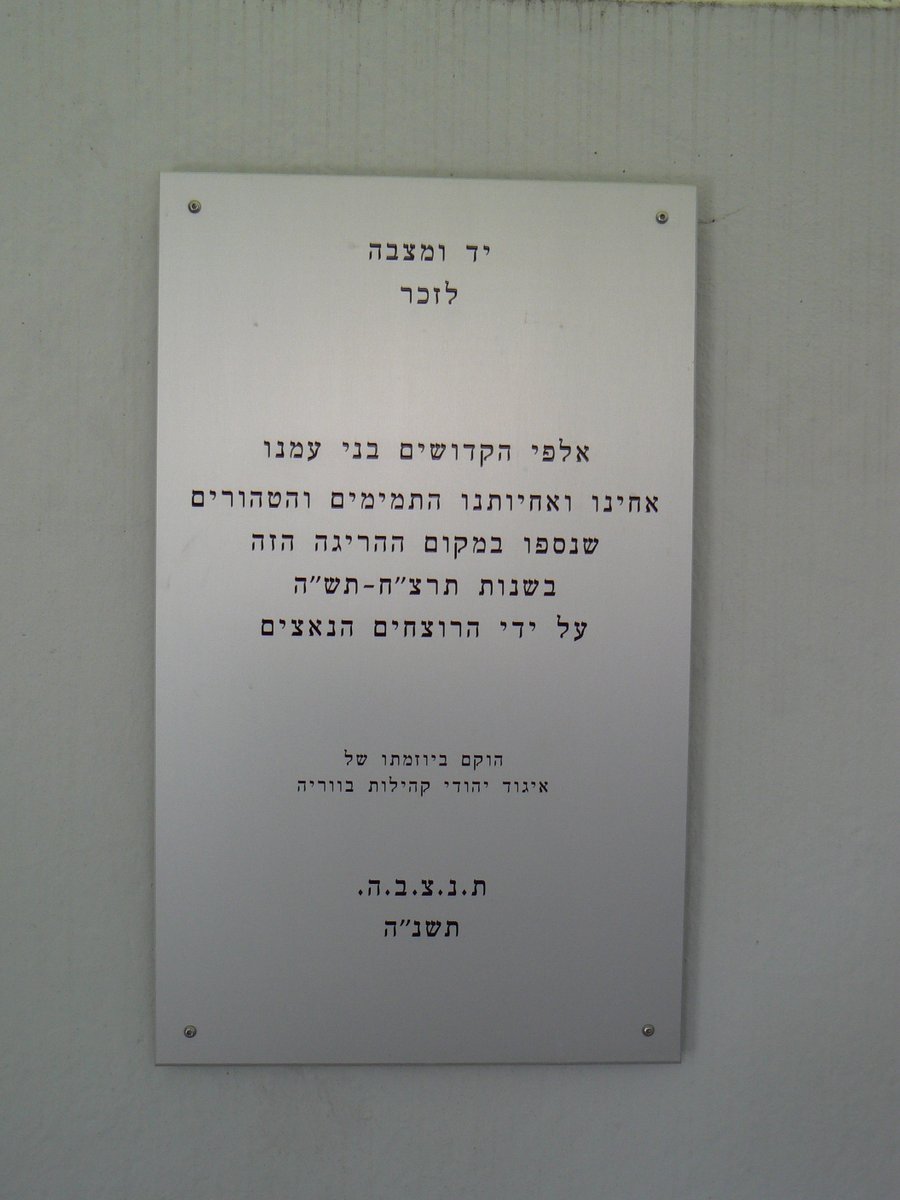 יד ומצבה
לזכר
אלפי הקדושים בני עמנו
אחינו ואחיותנו התמימים והטהורים
שנספו במקום ההריגה הזה
בשנות תרצ״ח-תש״ה
על ידי הרוצחים הנאצים
הוקם ביוזמתו של
איגוד יהודי קהילות בווריה
ת.נ.צ.ב.ה.
תשנ״ה